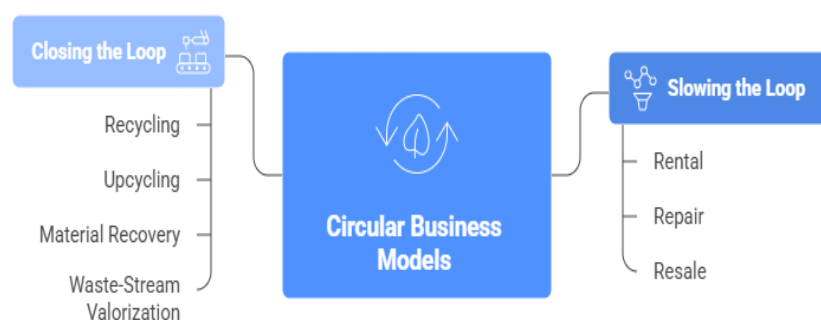 Closing the Loop
Recycling
Upcycling
Material Recovery
Waste-Stream
Valorization
Circular Business
Models
Slowing the Loop
Rental
Repair
Resale